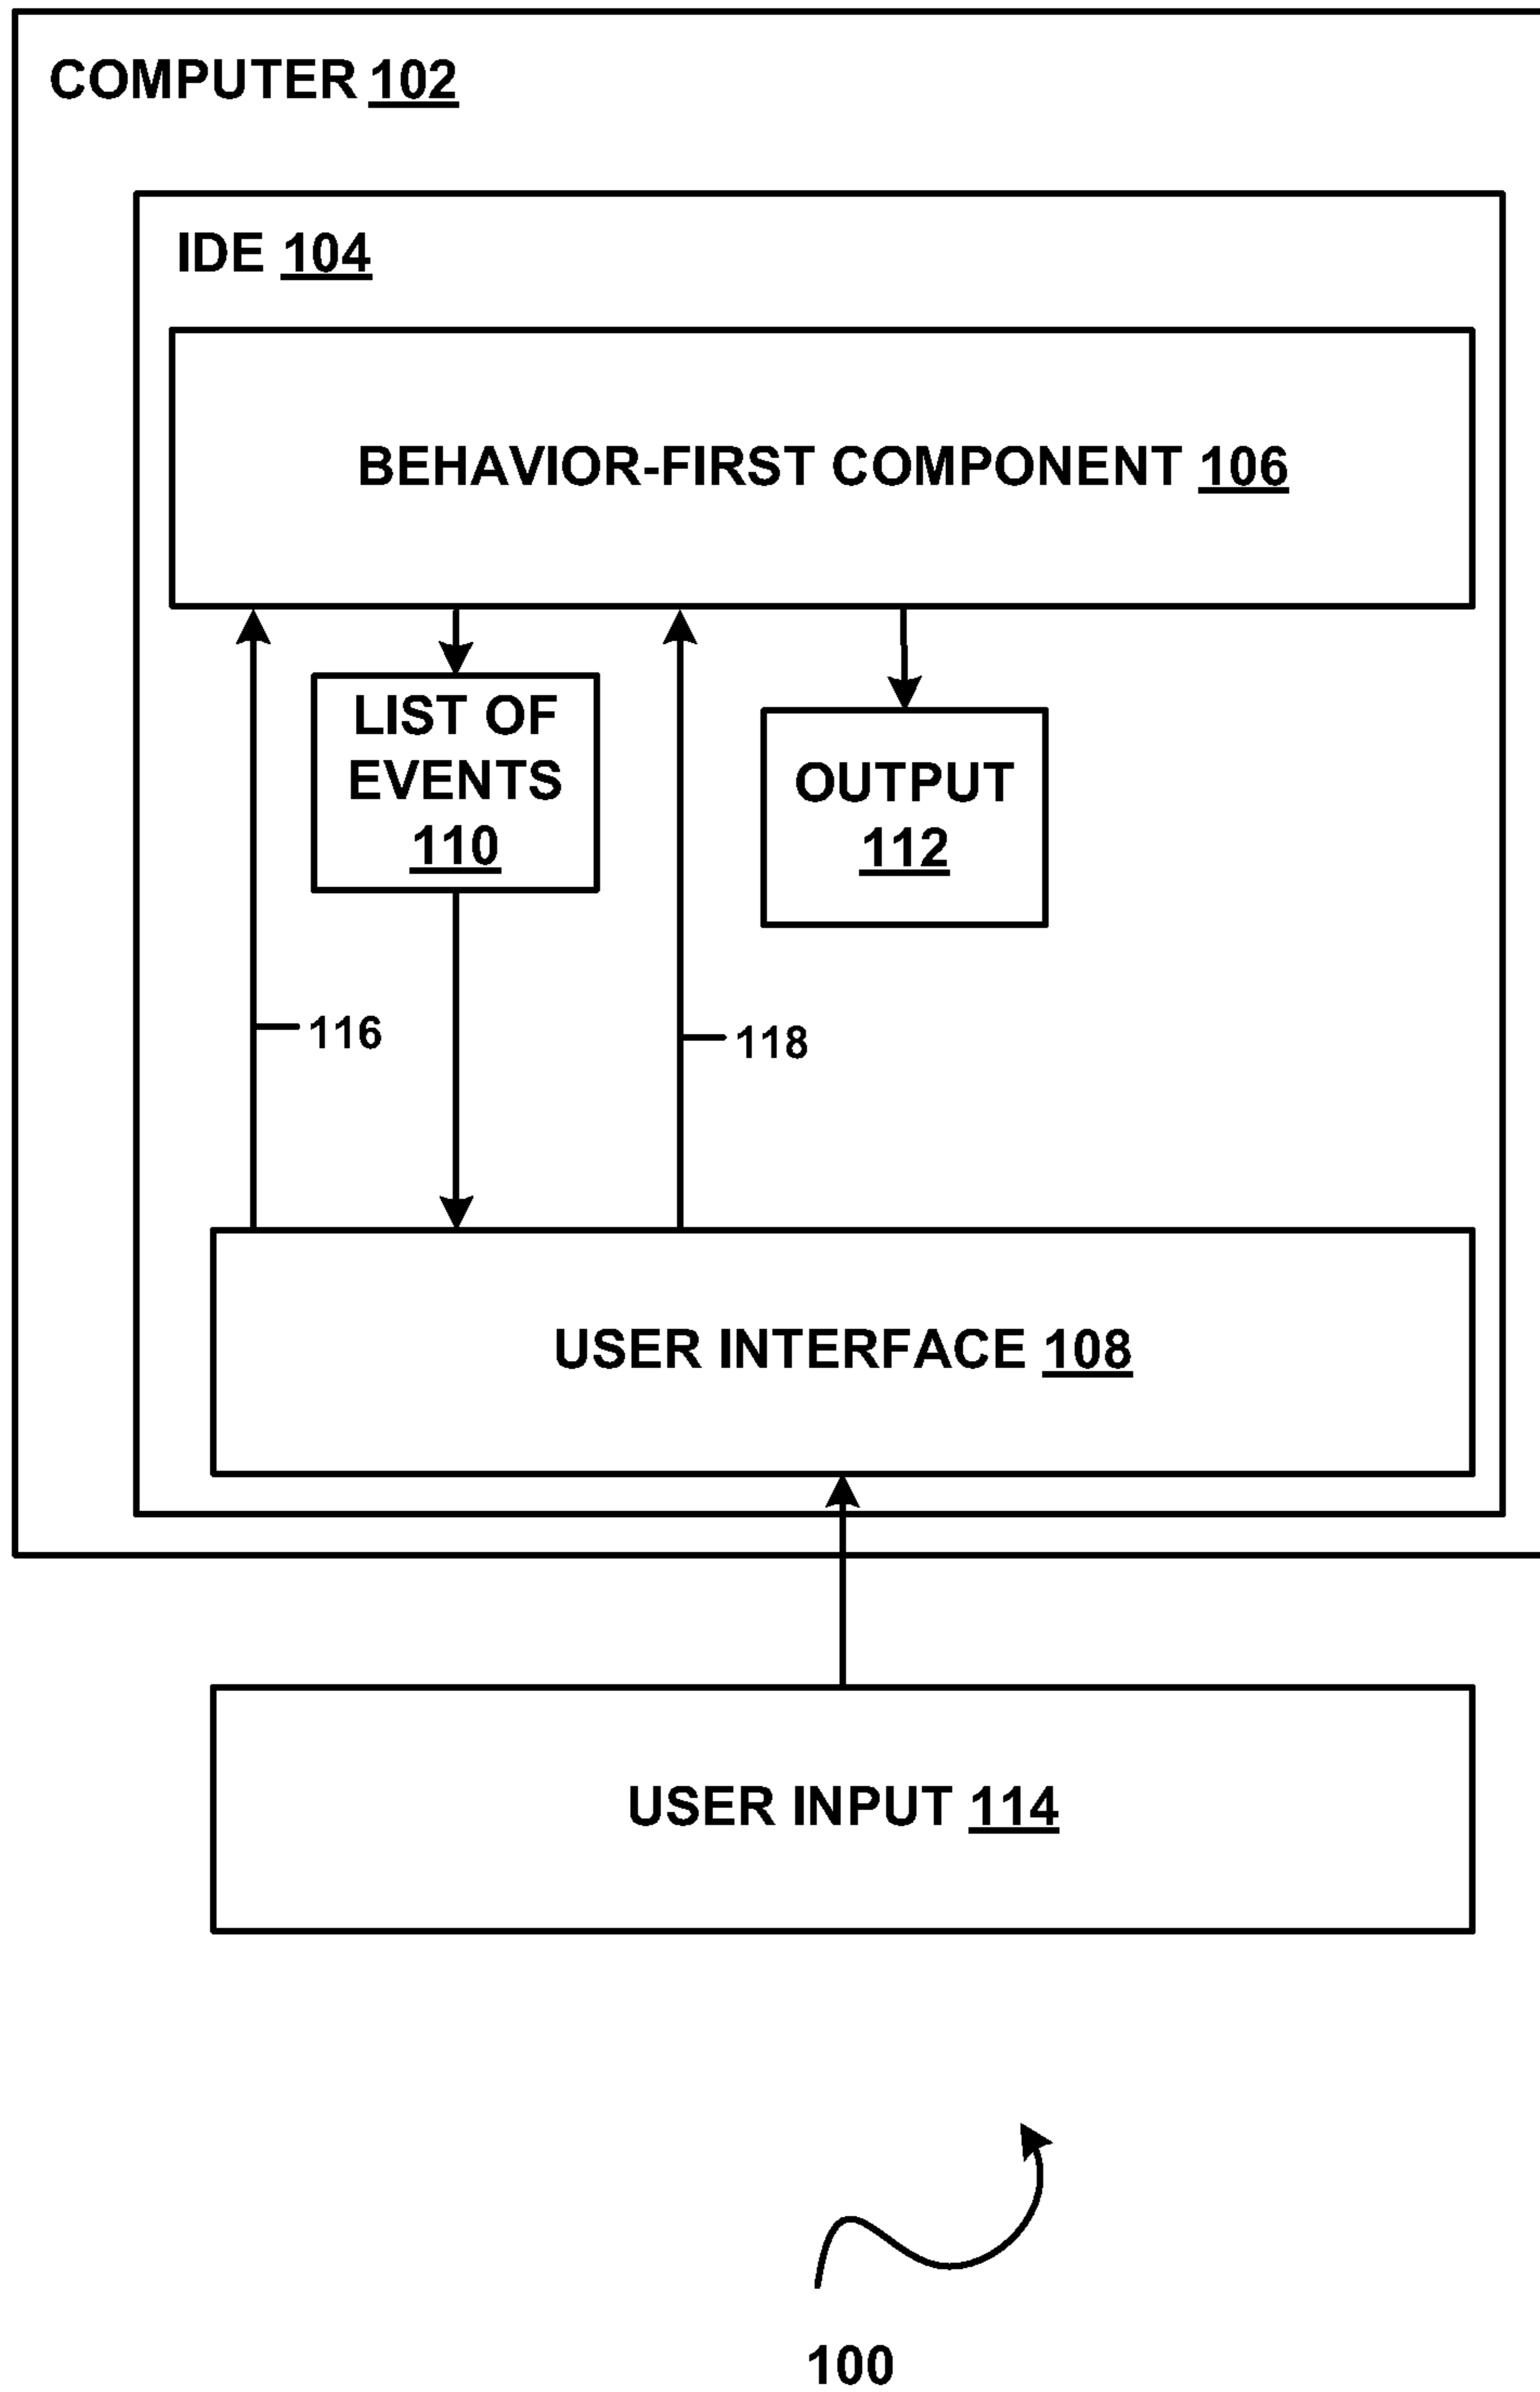 COMPUTER 102
IDE 104
BEHAVIOR-FIRST COMPONENT 106
LIST OF
EVENTS
110
OUTPUT
112
116
118
USER INTERFACE 108
USER INPUT 114
100